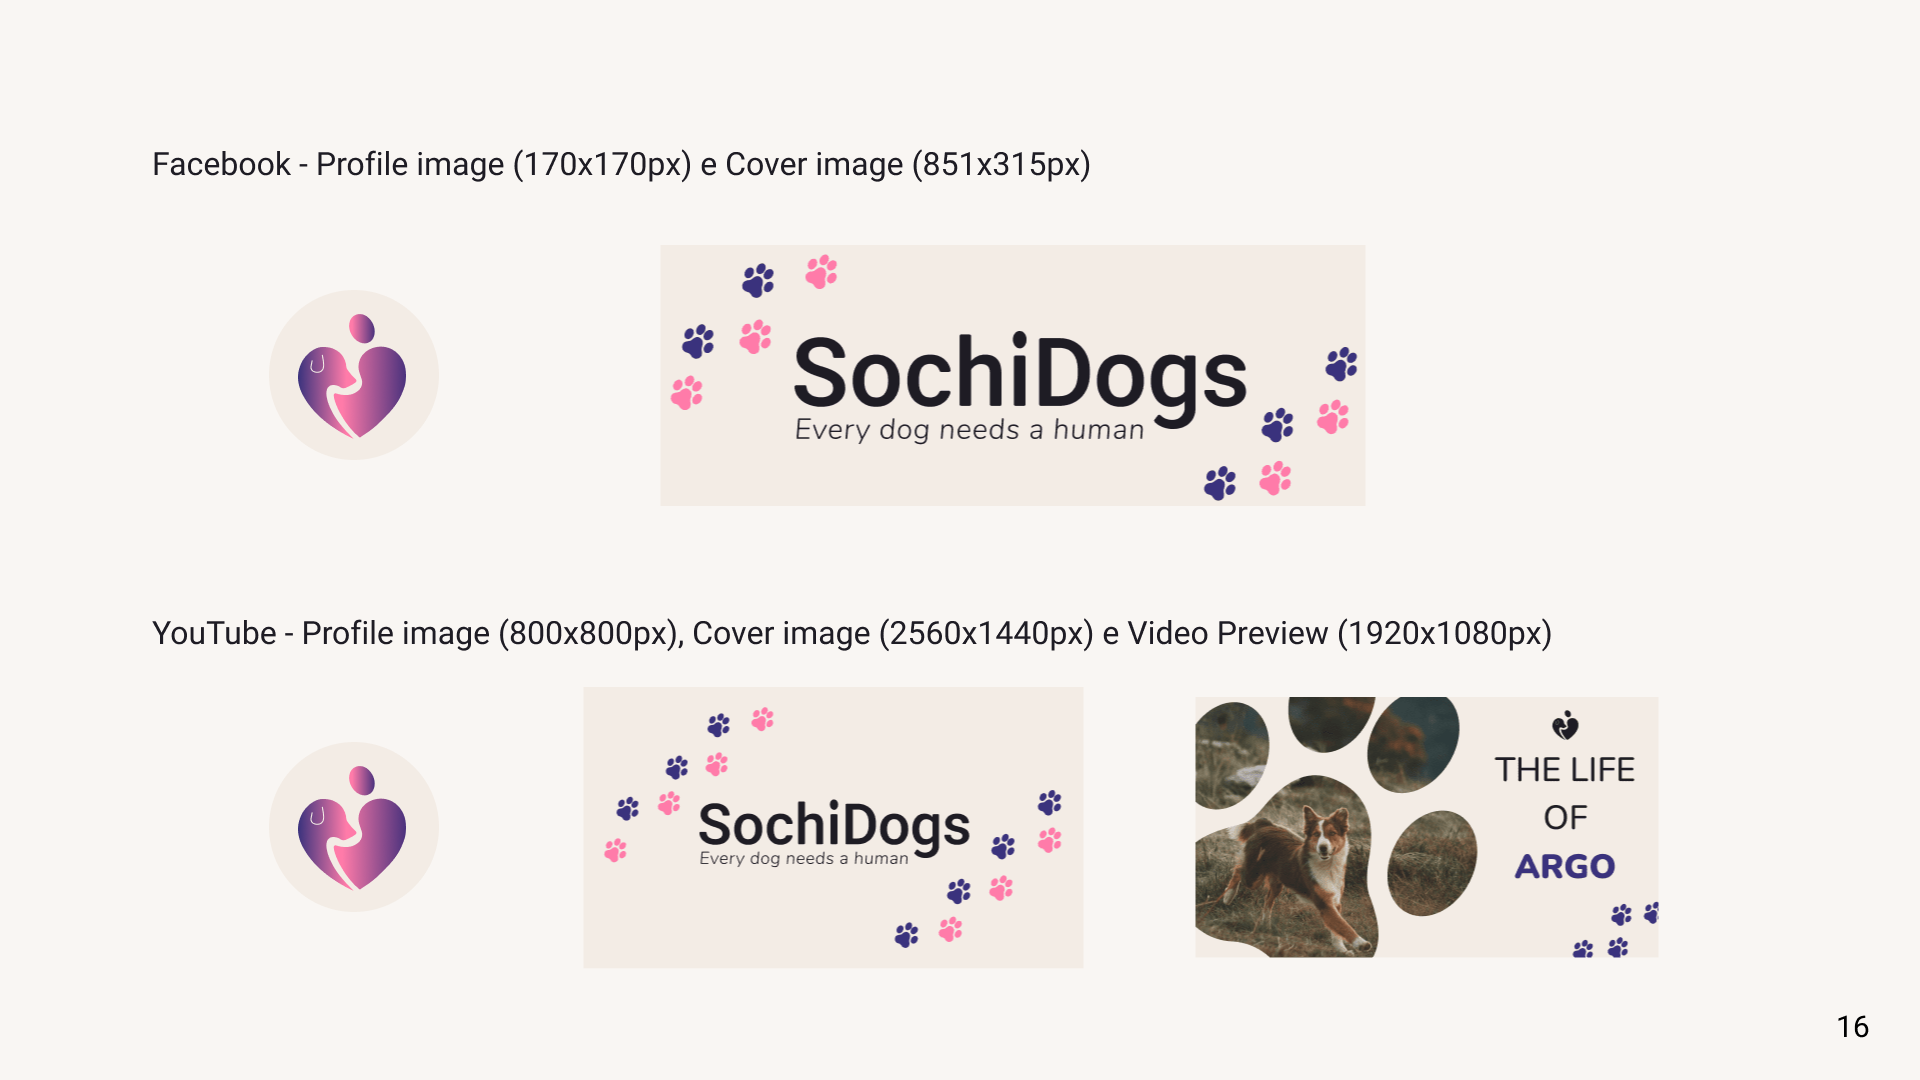 Facebook - Profile image (170x170px) e Cover image (851x315px)
SochiDogs
Every dog needs a human
YouTube - Profile image (800x800px), Cover image (2560x1440px) e Video Preview (1920x1080px)
SochiDogs
Every dog needs a human
THE LIFE
OF
ARGO
16